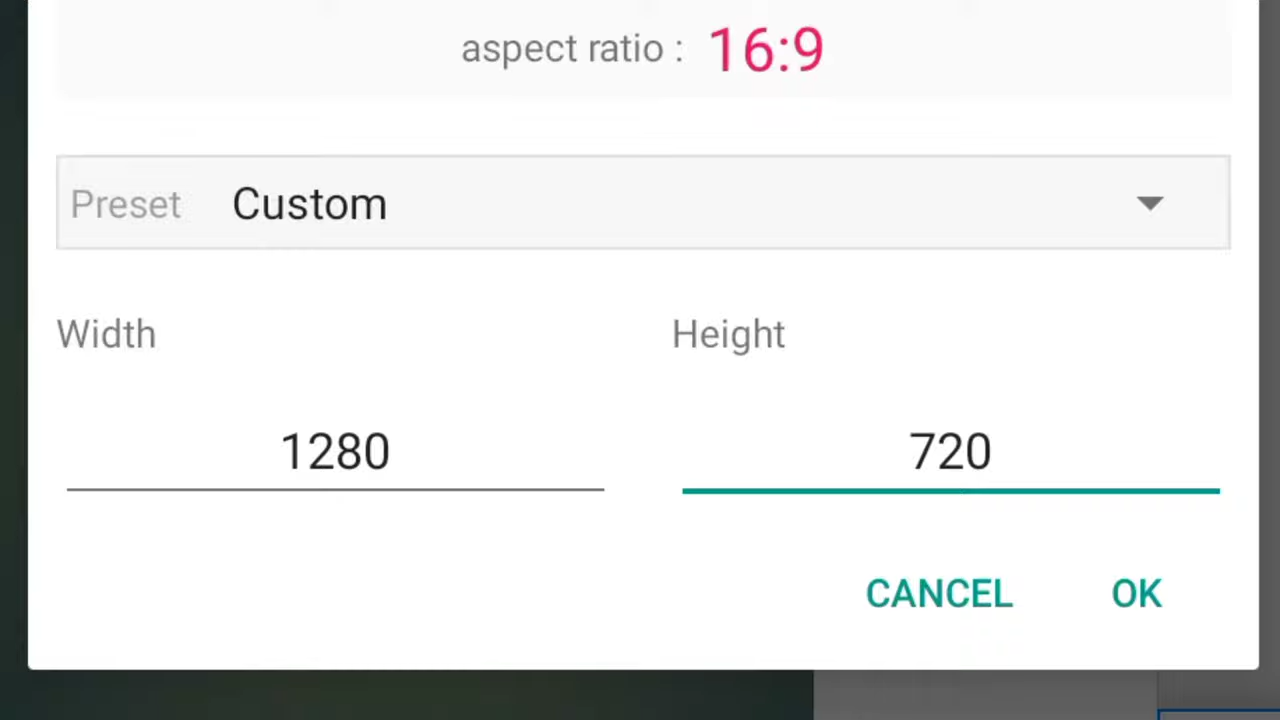 aspect ratio : 16:9
Preset Custom
Width Height
1280 720
CANCEL OK